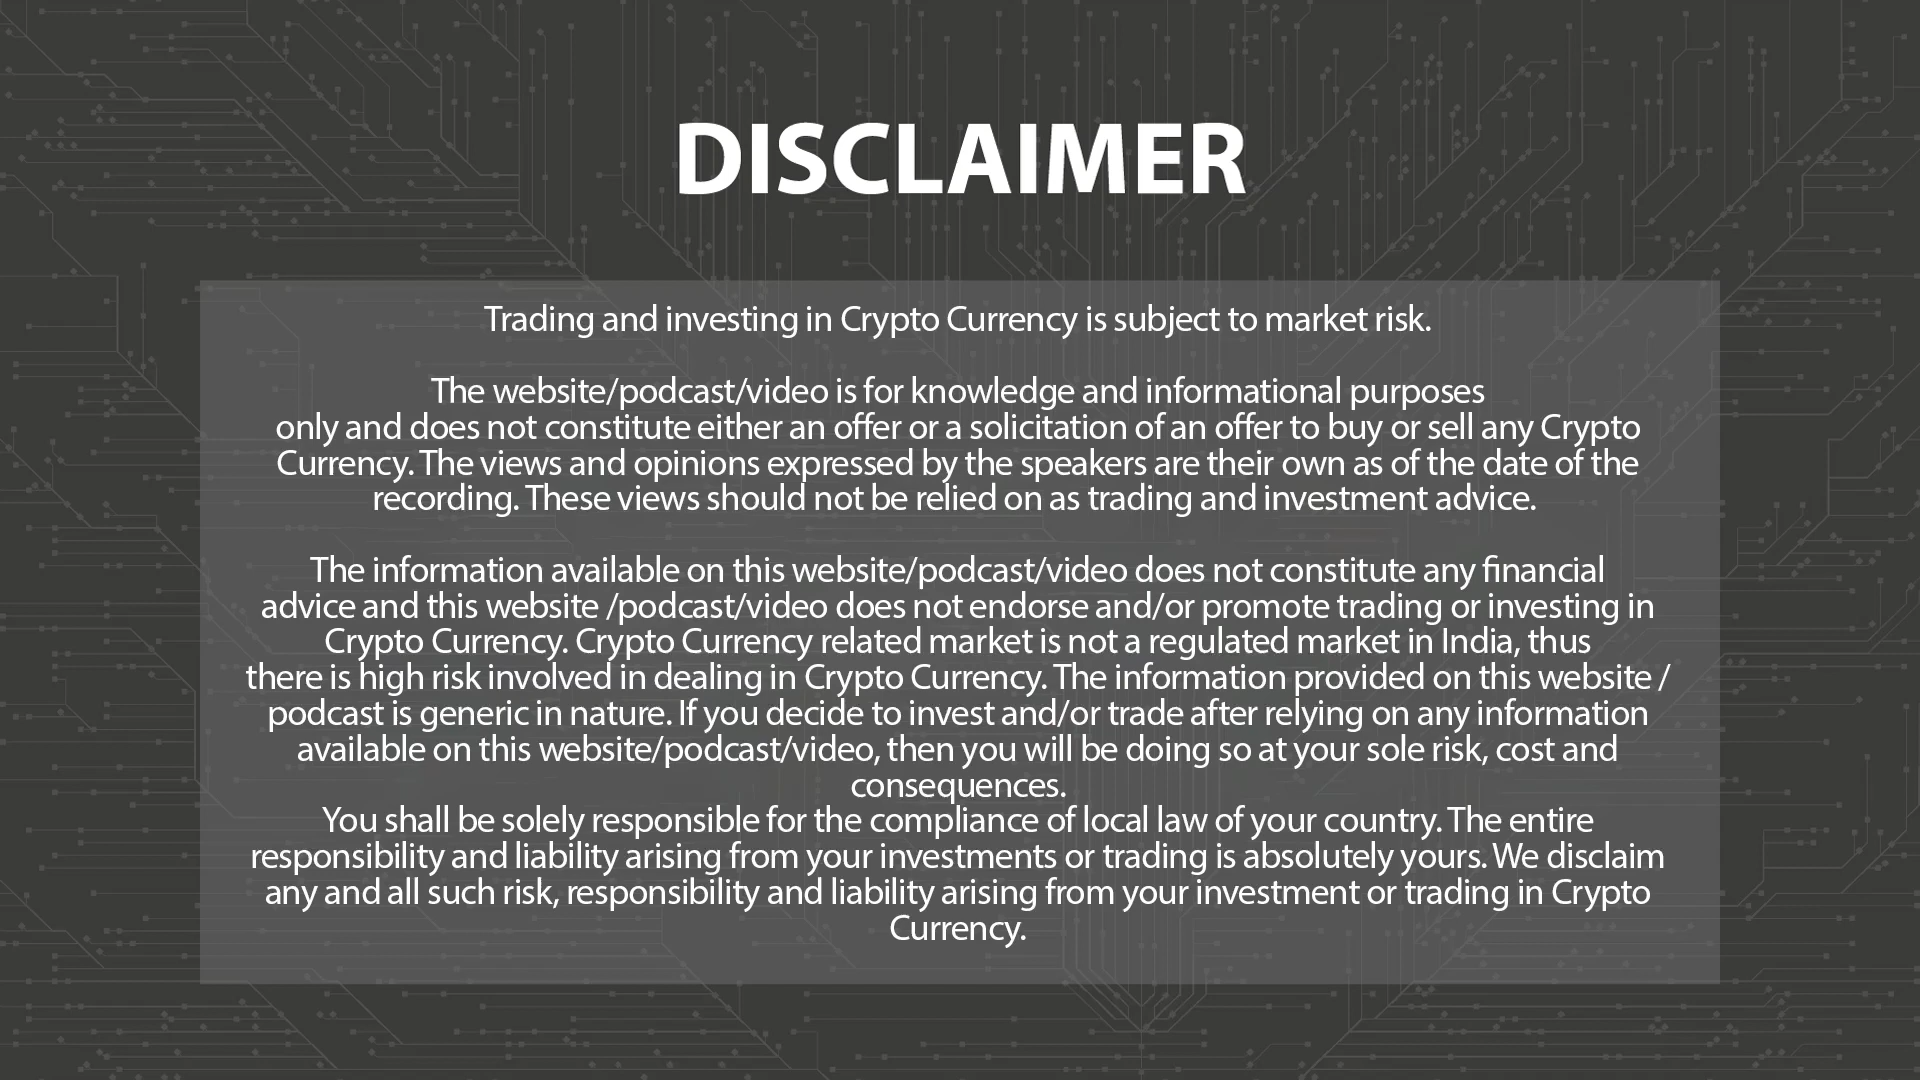 DISCLAIMER
Trading and investing in Crypto Currency is subject to market risk.
The website/podcast/video is for knowledge and informational purposes
only and does not constitute either an offer or a solicitation of an offer to buy or sell any Crypto
Currency. The views and opinions expressed by the speakers are their own as of the date of the
recording. These views should not be relied on as trading and investment advice.
The information available on this website/podcast/video does not constitute any financial
advice and this website /podcast/video does not endorse and/or promote trading or investing in
Crypto Currency. Crypto Currency related market is not a regulated market in India, thus
there is high risk involved in dealing in Crypto Currency. The information provided on this website /
podcast is generic in nature. If you decide to invest and/or trade after relying on any information
available on this website/podcast/video, then you will be doing so at your sole risk, cost and
consequences.
You shall be solely responsible for the compliance of local law of your country. The entire
responsibility and liability arising from your investments or trading is absolutely yours. We disclaim
any and all such risk, responsibility and liability arising from your investment or trading in Crypto
Currency.